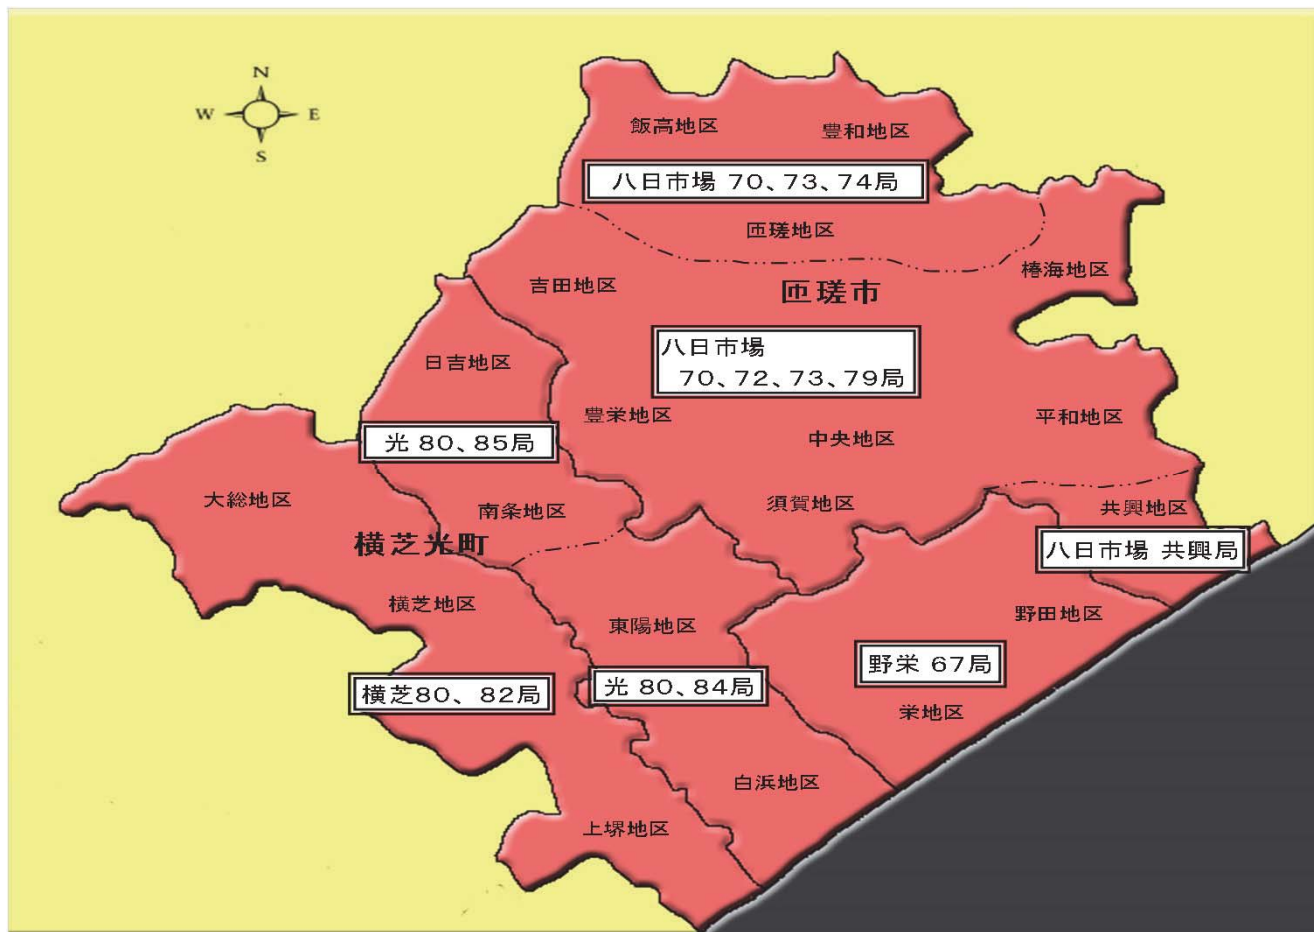 N
W E
S
飯高地区
豊和地区
八日市場 70、73、74局
匝瑳地区
椿海地区
吉田地区
匝瑳市
日吉地区
八日市場
70、72、73、79局
豊栄地区
平和地区
中央地区
光 80、85局
大総地区
南条地区
須賀地区
共興地区
横芝光町
八日市場 共興局
横芝地区
東陽地区
野田地区
野栄 67局
横芝80、82局
光 80、84局
栄地区
白浜地区
上堺地区